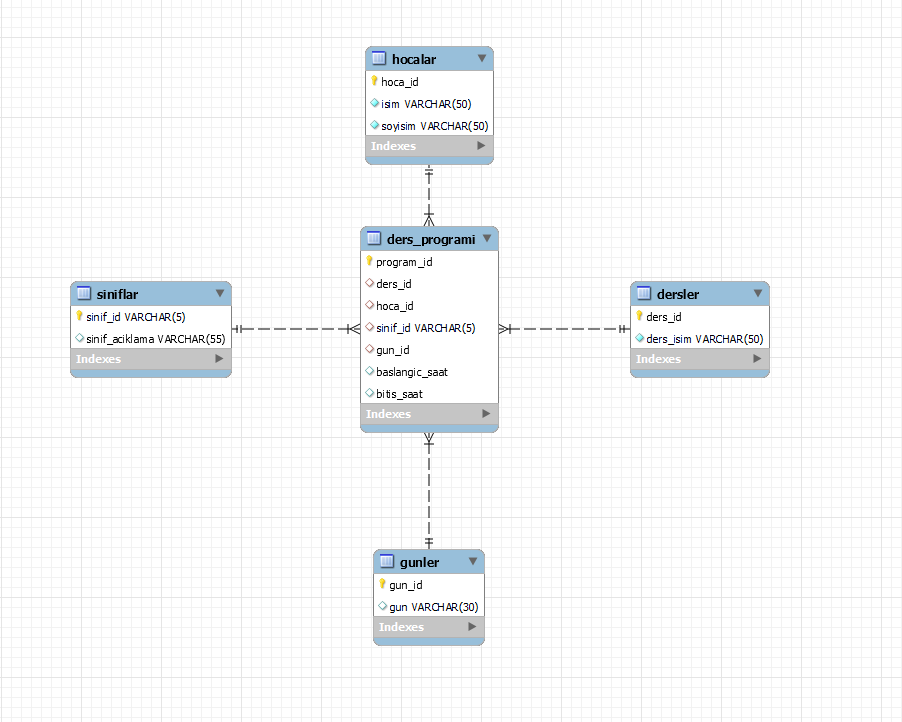 hocalar
hoca_id
isim VARCHAR(50)
soyisim VARCHAR(50)
Indexes
ders_programi
program_id
ders_id
hoca_id
sinif_id VARCHAR(5)
gun_id
baslangic_saat
bitis_saat
Indexes
siniflar
sinif_id VARCHAR(5)
sinif_aciklama VARCHAR(55)
Indexes
dersler
ders_id
ders_isim VARCHAR(50)
Indexes
gunler
gun_id
gun VARCHAR(30)
Indexes